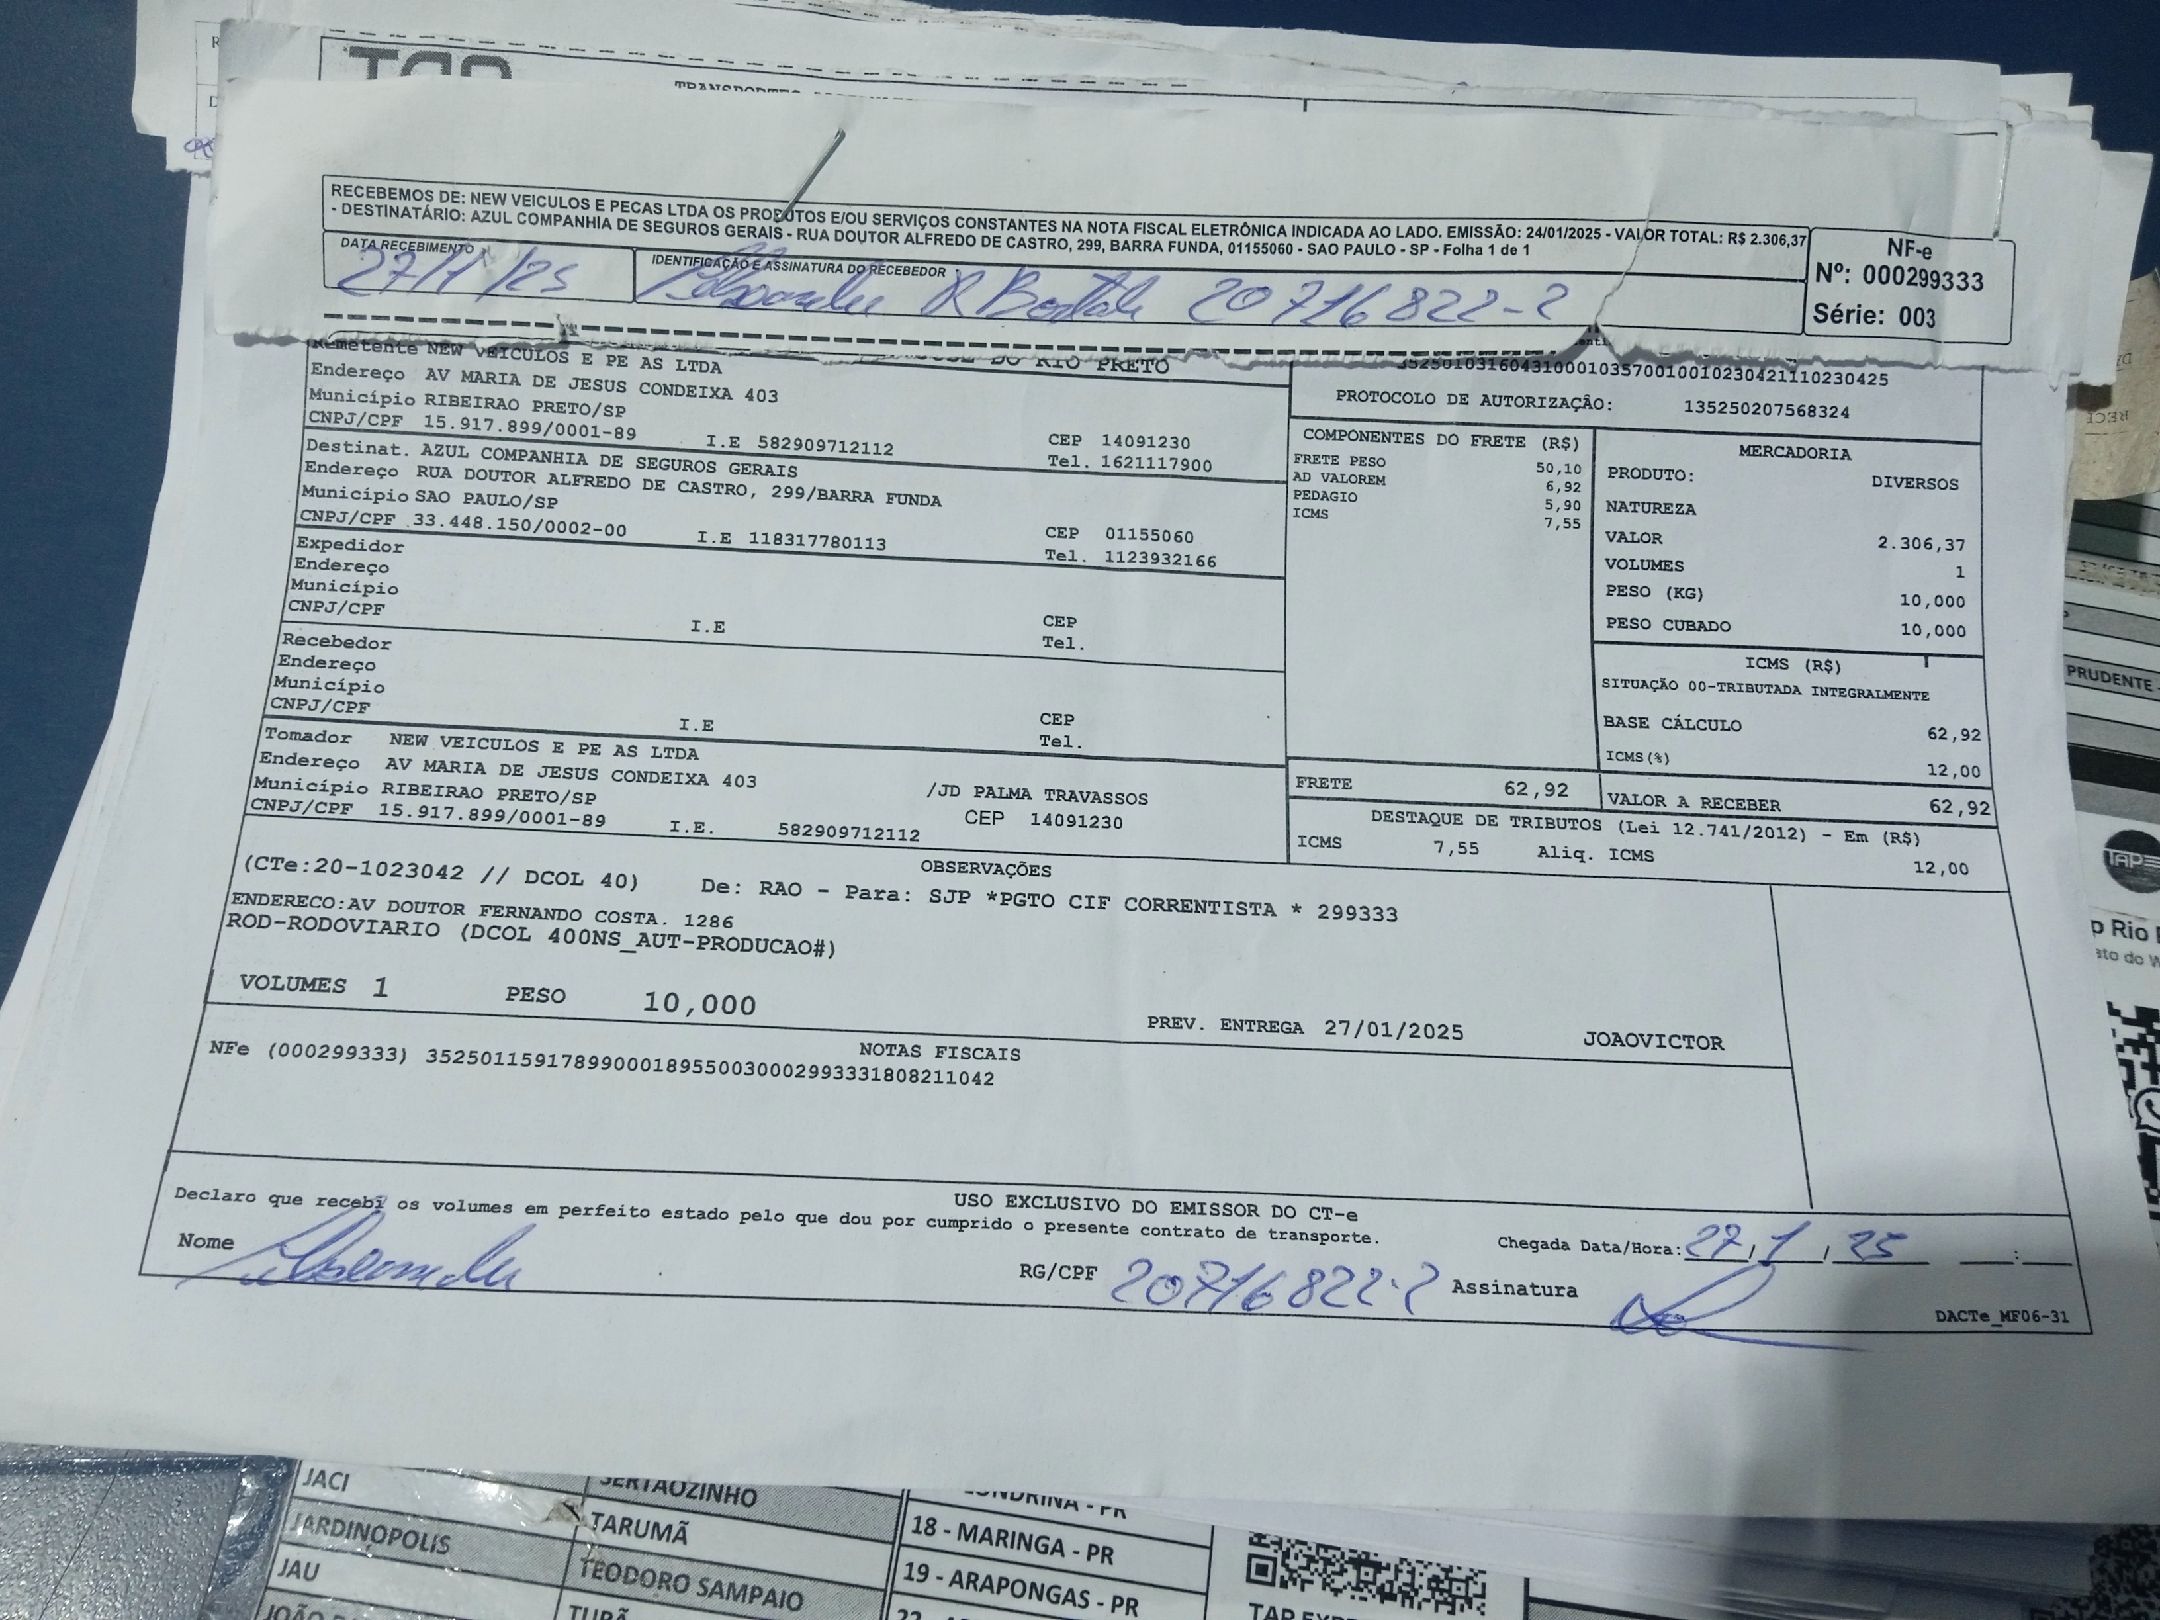 RECEBEMOS DE: NEW VEICULOS E PECAS LTDA OS PRODUTOS E/OU SERVIÇOS CONSTANTES NA NOTA FISCAL ELETRÔNICA INDICADA AO LADO. EMISSÃO: 24/01/2025 - VALOR TOTAL: R$ 2.306,37
- DESTINATÁRIO: AZUL COMPANHIA DE SEGUROS GERAIS - RUA DOUTOR ALFREDO DE CASTRO, 299, BARRA FUNDA, 01155060 - SAO PAULO - SP - Folha 1 de 1
DATA RECEBIMENTO
27/1/25
IDENTIFICAÇÃO E ASSINATURA DO RECEBEDOR
20716822-2
NF-e
Nº: 000299333
Série: 003
DO RIO PRETO
Remetente NEW VEICULOS E PE AS LTDA
Endereço AV MARIA DE JESUS CONDEIXA 403
Município RIBEIRAO PRETO/SP
CNPJ/CPF 15.917.899/0001-89 I.E 582909712112
CEP 14091230
Tel. 1621117900
Destinat. AZUL COMPANHIA DE SEGUROS GERAIS
Endereço RUA DOUTOR ALFREDO DE CASTRO, 299/BARRA FUNDA
Município SAO PAULO/SP
CNPJ/CPF 33.448.150/0002-00 I.E 118317780113
CEP 01155060
Tel. 1123932166
Expedidor
Endereço
Município
CNPJ/CPF I.E
CEP
Tel.
Recebedor
Endereço
Município
CNPJ/CPF I.E
CEP
Tel.
Tomador NEW VEICULOS E PE AS LTDA
Endereço AV MARIA DE JESUS CONDEIXA 403 /JD PALMA TRAVASSOS
Município RIBEIRAO PRETO/SP CEP 14091230
CNPJ/CPF 15.917.899/0001-89 I.E. 582909712112
PROTOCOLO DE AUTORIZAÇÂO: 135250207568324
COMPONENTES DO FRETE (R$)
FRETE PESO 50,10
AD VALOREM 6,92
PEDAGIO 5,90
ICMS 7,55
MERCADORIA
PRODUTO: DIVERSOS
NATUREZA
VALOR 2.306,37
VOLUMES 1
PESO (KG) 10,000
PESO CUBADO 10,000
ICMS (R$)
SITUAÇÃO 00-TRIBUTADA INTEGRALMENTE
BASE CÁLCULO 62,92
ICMS(%) 12,00
FRETE 62,92
VALOR A RECEBER 62,92
DESTAQUE DE TRIBUTOS (Lei 12.741/2012) - Em (R$)
ICMS 7,55 Aliq. ICMS 12,00
OBSERVAÇÕES
(CTe:20-1023042 // DCOL 40) De: RAO - Para: SJP *PGTO CIF CORRENTISTA * 299333
ENDERECO:AV DOUTOR FERNANDO COSTA. 1286
ROD-RODOVIARIO (DCOL 400NS_AUT-PRODUCAO#)
VOLUMES 1 PESO 10,000
PREV. ENTREGA 27/01/2025 JOAOVICTOR
NOTAS FISCAIS
NFe (000299333) 35250115917899000189550030002993331808211042
USO EXCLUSIVO DO EMISSOR DO CT-e
Declaro que recebi os volumes em perfeito estado pelo que dou por cumprido o presente contrato de transporte.
Chegada Data/Hora: 27/1/25 :
Nome
RG/CPF 20716822-2 Assinatura
DACTe_MF06-31
PRUDENTE
TAP
JACI
SERTAOZINHO
LONDRINA - PR
JARDINÓPOLIS
TARUMÃ
18 - MARINGA - PR
JAU
TEODORO SAMPAIO
19 - ARAPONGAS - PR